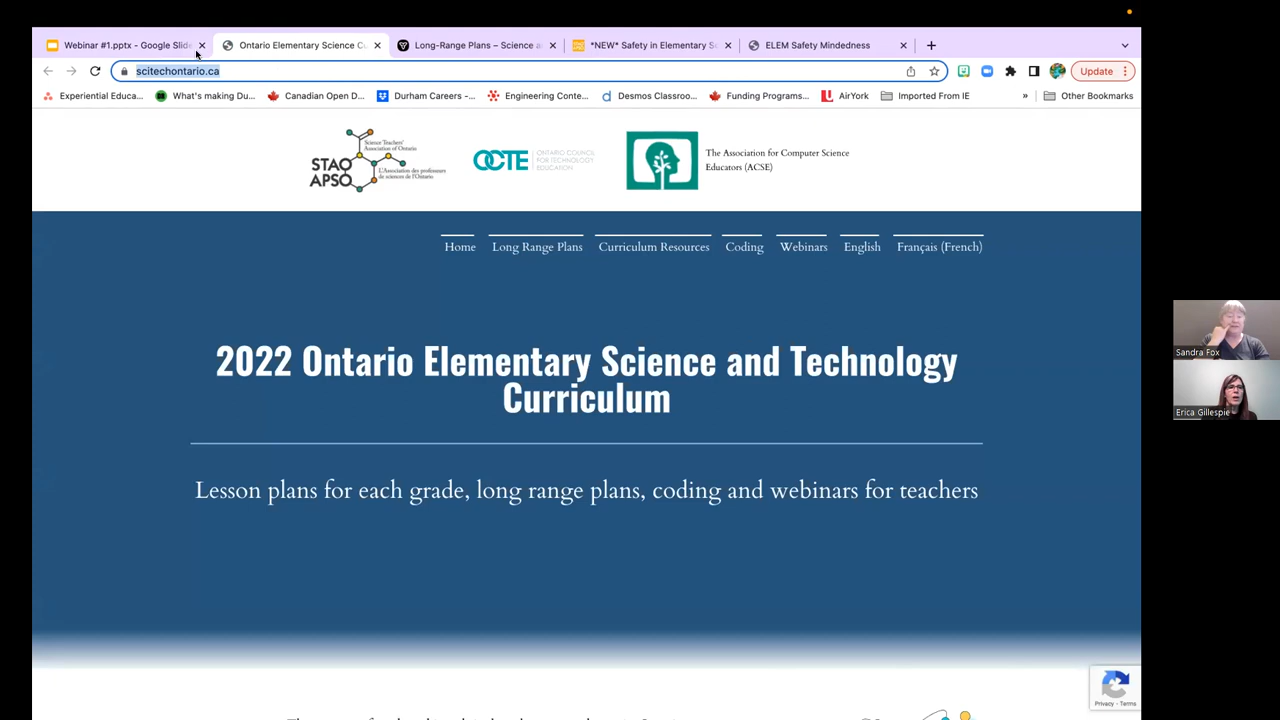 Webinar #1.pptx - Google Slide
Ontario Elementary Science Cu
Long-Range Plans – Science a
*NEW* Safety in Elementary S
ELEM Safety Mindedness
scitechontario.ca
Update
Experiential Educa...
What's making Du...
Canadian Open D...
Durham Careers -...
Engineering Conte...
Desmos Classroo...
Funding Programs...
AirYork
Imported From IE
»
Other Bookmarks
STAO
APSO
Science Teachers'
Association of Ontario
L'Association des professeurs
de sciences de l'Ontario
OCTE
ONTARIO COUNCIL
FOR TECHNOLOGY
EDUCATION
The Association for Computer Science
Educators (ACSE)
Home
Long Range Plans
Curriculum Resources
Coding
Webinars
English
Français (French)
2022 Ontario Elementary Science and Technology
Curriculum
Lesson plans for each grade, long range plans, coding and webinars for teachers
Sandra Fox
Erica Gillespie
Privacy - Terms